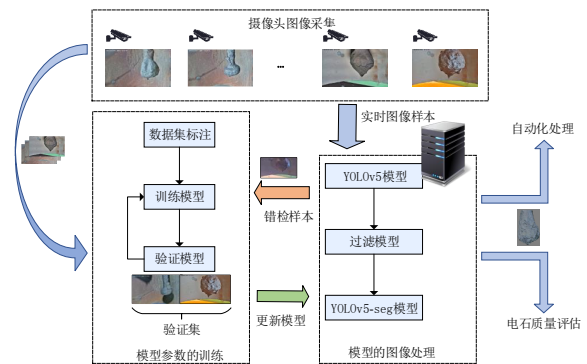 摄像头图像采集
...
实时图像样本
数据集标注
训练模型
验证模型
验证集
模型参数的训练
错检样本
更新模型
YOLOv5模型
过滤模型
YOLOv5-seg模型
模型的图像处理
自动化处理
电石质量评估